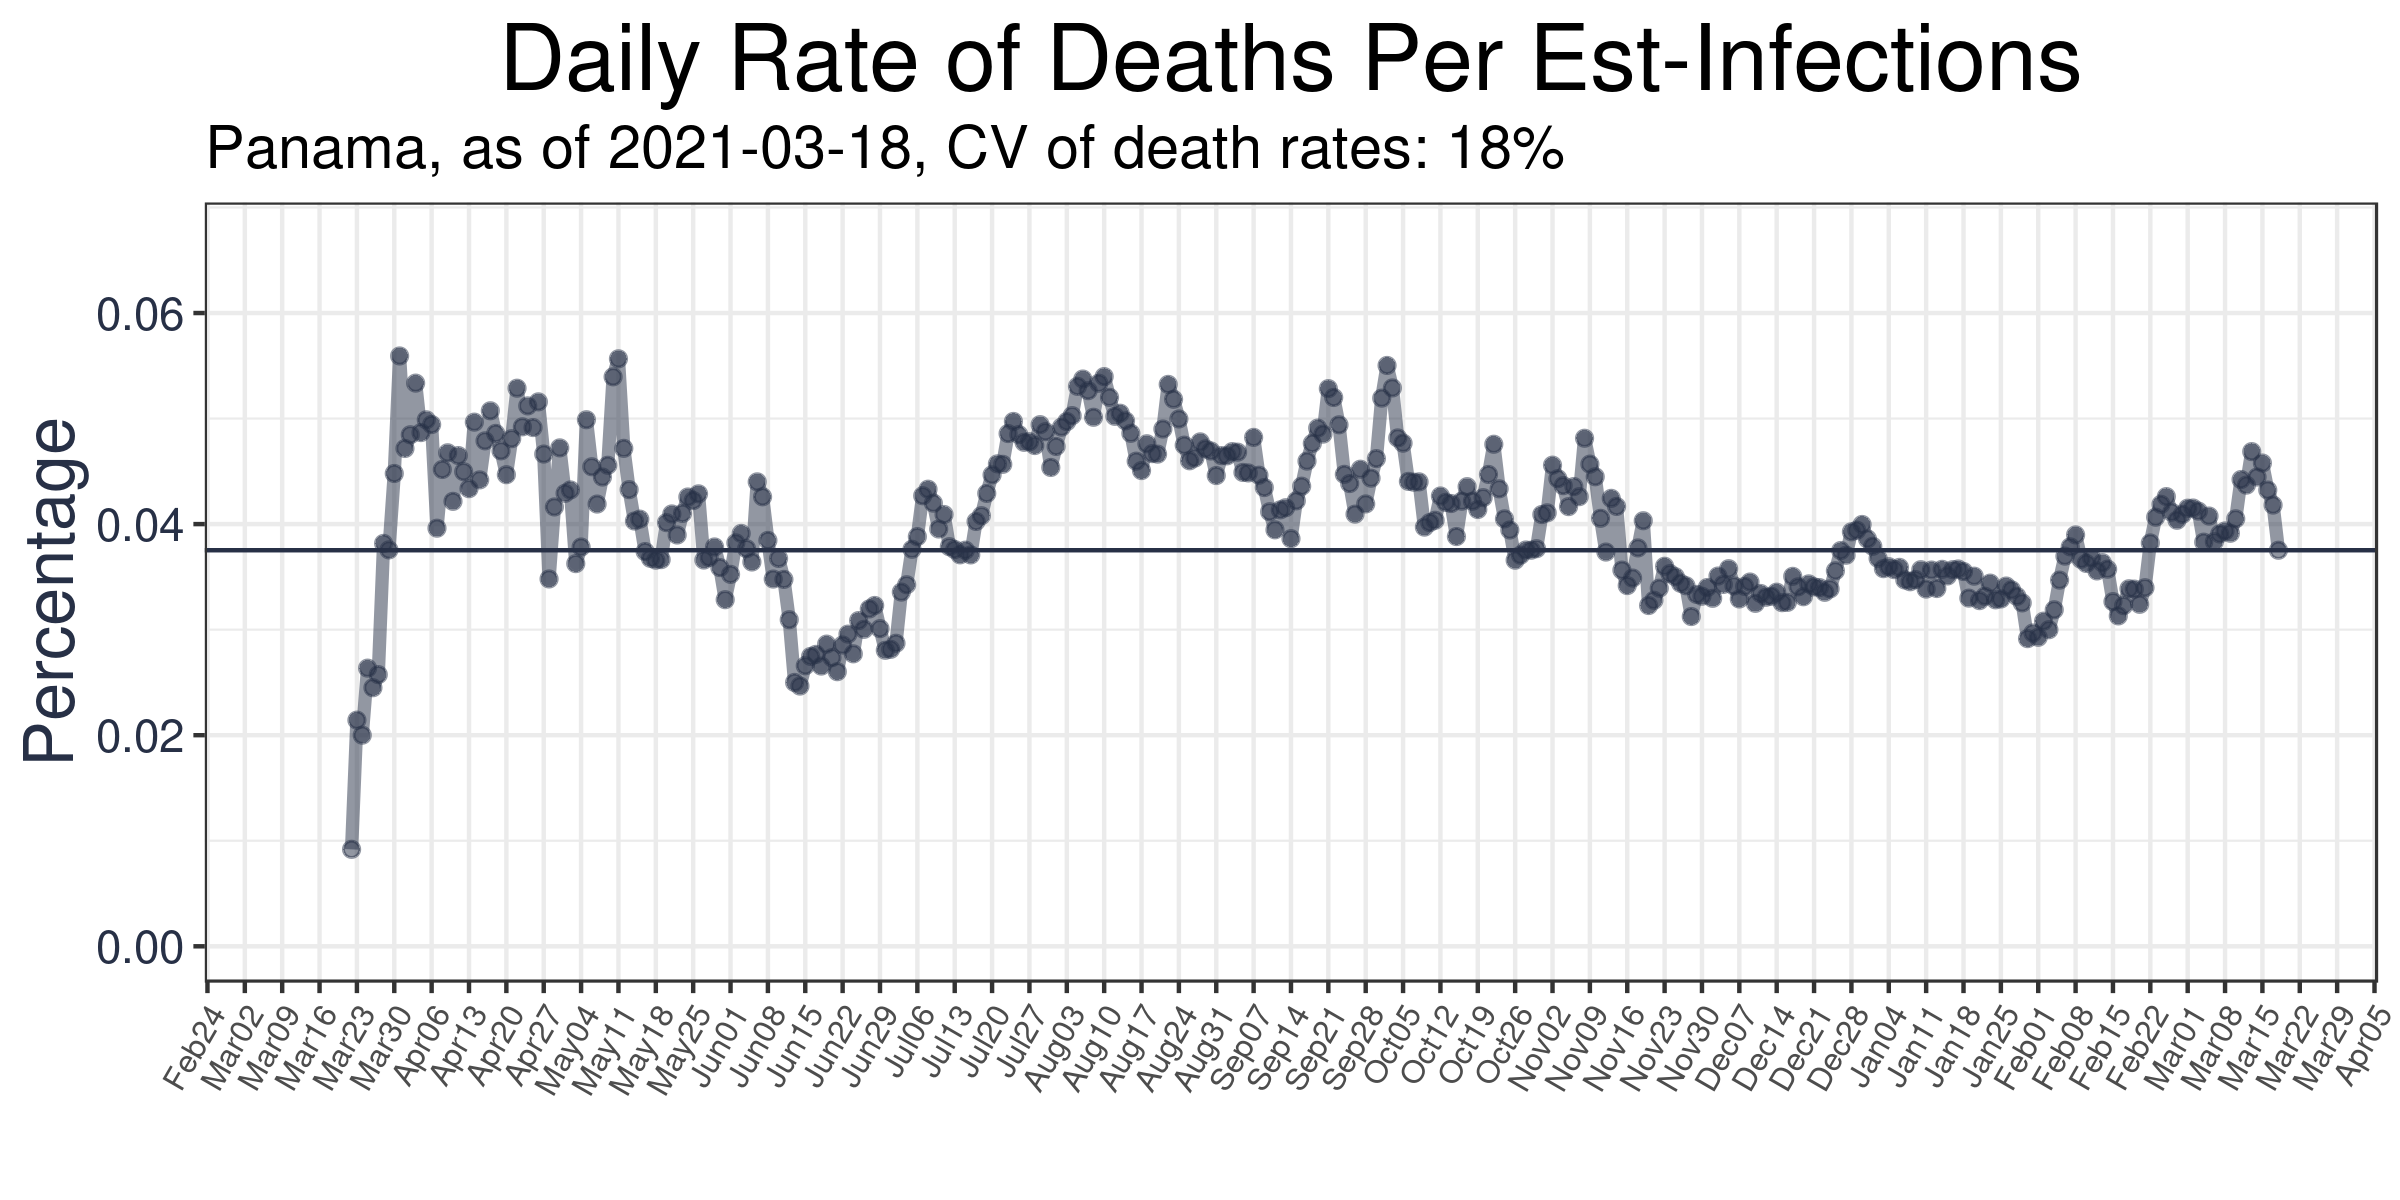 Daily Rate of Deaths Per Est-Infections
Panama, as of 2021-03-18, CV of death rates: 18%
Percentage
0.06
0.04
0.02
0.00
Feb24
Mar02
Mar09
Mar16
Mar23
Mar30
Apr06
Apr13
Apr20
Apr27
May04
May11
May18
May25
Jun01
Jun08
Jun15
Jun22
Jun29
Jul06
Jul13
Jul20
Jul27
Aug03
Aug10
Aug17
Aug24
Aug31
Sep07
Sep14
Sep21
Sep28
Oct05
Oct12
Oct19
Oct26
Nov02
Nov09
Nov16
Nov23
Nov30
Nov07
Dec07
Dec14
Dec21
Dec28
Dec04
Jan11
Jan18
Jan25
Feb01
Feb08
Feb15
Feb22
Mar01
Mar08
Mar15
Mar22
Mar29
Apr05